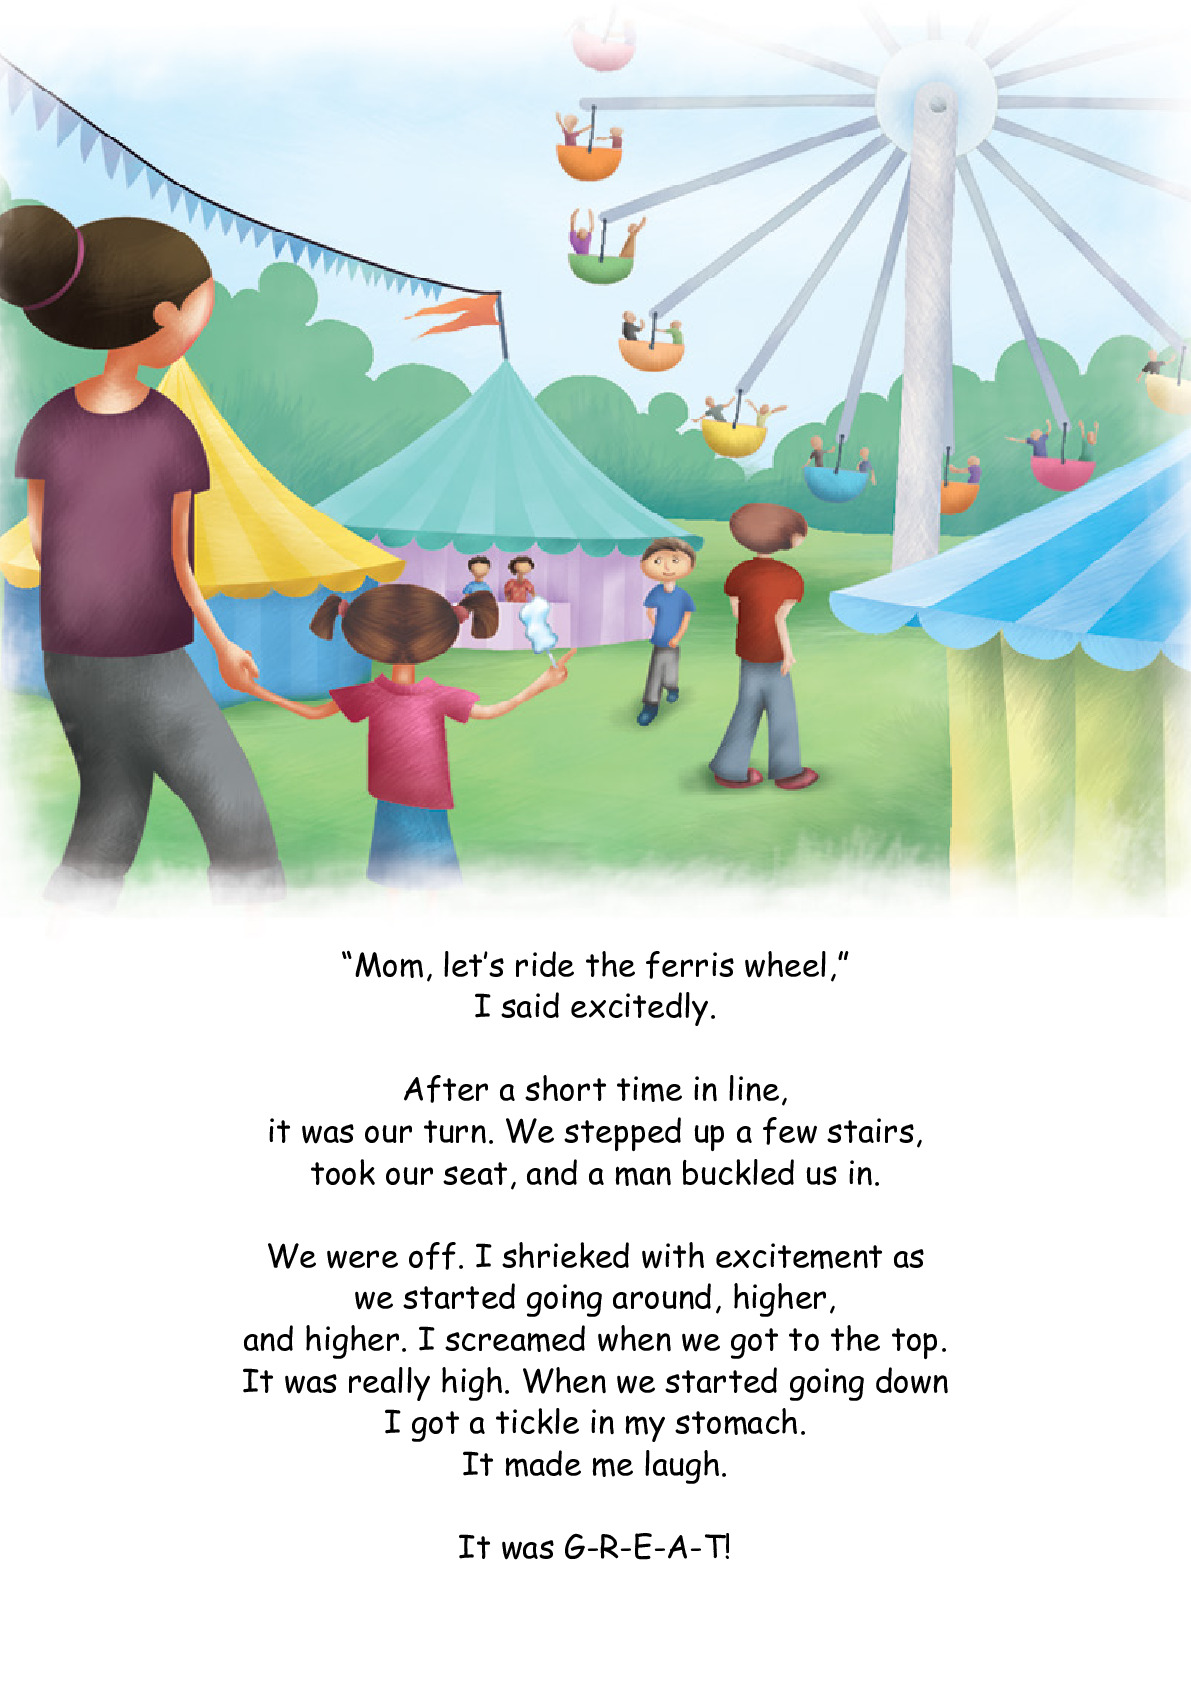 “Mom, let’s ride the ferris wheel,”
I said excitedly.
After a short time in line,
it was our turn. We stepped up a few stairs,
took our seat, and a man buckled us in.
We were off. I shrieked with excitement as
we started going around, higher,
and higher. I screamed when we got to the top.
It was really high. When we started going down
I got a tickle in my stomach.
It made me laugh.
It was G-R-E-A-T!